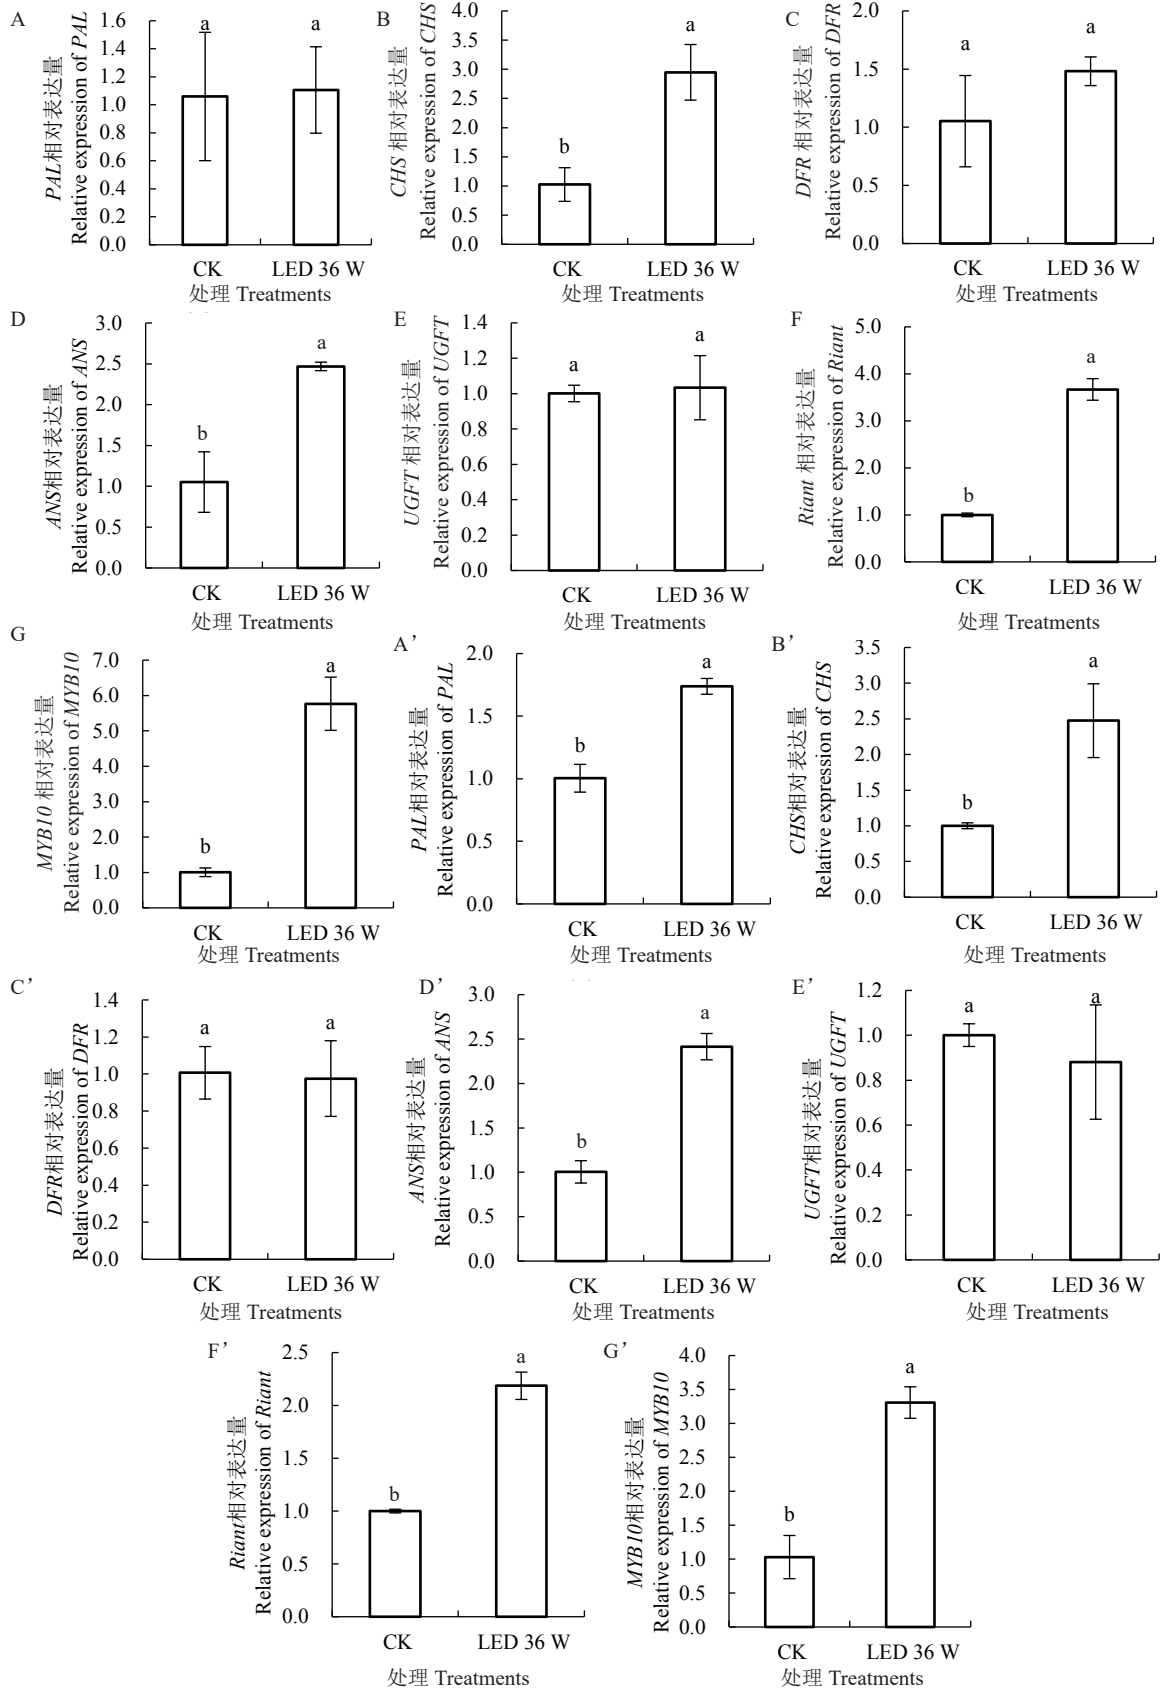 A
PAL相对表达量
Relative expression of PAL
1.6
1.4
1.2
1.0
0.8
0.6
0.4
0.2
0.0
a
a
CK
LED 36 W
处理 Treatments
B
CHS 相对表达量
Relative expression of CHS
4.0
3.5
3.0
2.5
2.0
1.5
1.0
0.5
0.0
b
a
CK
LED 36 W
处理 Treatments
C
DFR 相对表达量
Relative expression of DFR
2.0
1.5
1.0
0.5
0.0
a
a
CK
LED 36 W
处理 Treatments
D
ANS相对表达量
Relative expression of ANS
3.0
2.5
2.0
1.5
1.0
0.5
0.0
b
a
CK
LED 36 W
处理 Treatments
E
UGFT 相对表达量
Relative expression of UGFT
1.4
1.2
1.0
0.8
0.6
0.4
0.2
0.0
a
a
CK
LED 36 W
处理 Treatments
F
Riant 相对表达量
Relative expression of Riant
5.0
4.0
3.0
2.0
1.0
0.0
b
a
CK
LED 36 W
处理 Treatments
G
MYB10 相对表达量
Relative expression of MYB10
7.0
6.0
5.0
4.0
3.0
2.0
1.0
0.0
b
a
CK
LED 36 W
处理 Treatments
A’
PAL相对表达量
Relative expression of PAL
2.0
1.5
1.0
0.5
0.0
b
a
CK
LED 36 W
处理 Treatments
B’
CHS相对表达量
Relative expression of CHS
3.5
3.0
2.5
2.0
1.5
1.0
0.5
0.0
b
a
CK
LED 36 W
处理 Treatments
C’
DFR相对表达量
Relative expression of DFR
1.4
1.2
1.0
0.8
0.6
0.4
0.2
0.0
a
a
CK
LED 36 W
处理 Treatments
D’
ANS相对表达量
Relative expression of ANS
3.0
2.5
2.0
1.5
1.0
0.5
0.0
b
a
CK
LED 36 W
处理 Treatments
E’
UGFT相对表达量
Relative expression of UGFT
1.2
1.0
0.8
0.6
0.4
0.2
0.0
a
a
CK
LED 36 W
处理 Treatments
F’
Riant相对表达量
Relative expression of Riant
2.5
2.0
1.5
1.0
0.5
0.0
b
a
CK
LED 36 W
处理 Treatments
G’
MYB10相对表达量
Relative expression of MYB10
4.0
3.5
3.0
2.5
2.0
1.5
1.0
0.5
0.0
b
a
CK
LED 36 W
处理 Treatments